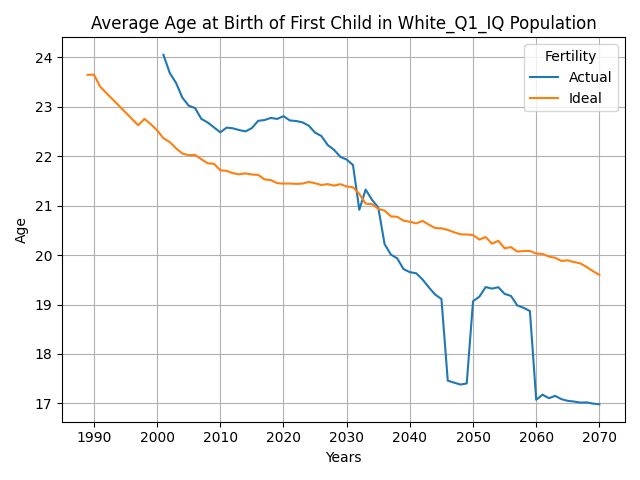 Average Age at Birth of First Child in White_Q1_IQ Population
Fertility
Actual
Ideal
24
23
22
21
20
19
18
17
Age
1990 2000 2010 2020 2030 2040 2050 2060 2070
Years